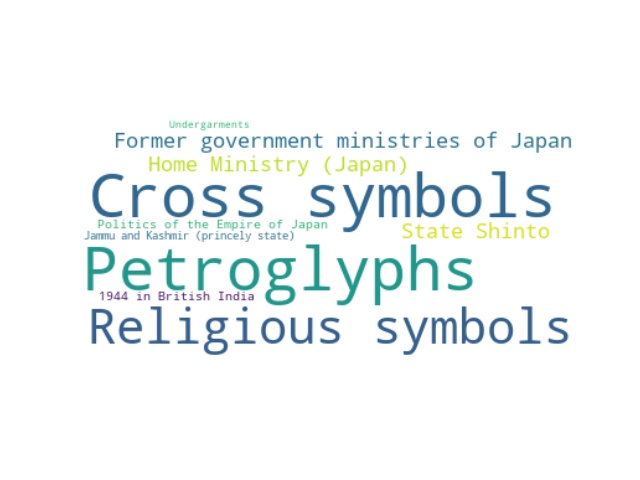 Undergarments
Former government ministries of Japan
Home Ministry (Japan)
Cross symbols
Politics of the Empire of Japan
State Shinto
Jammu and Kashmir (princely state)
Petroglyphs
1944 in British India
Religious symbols